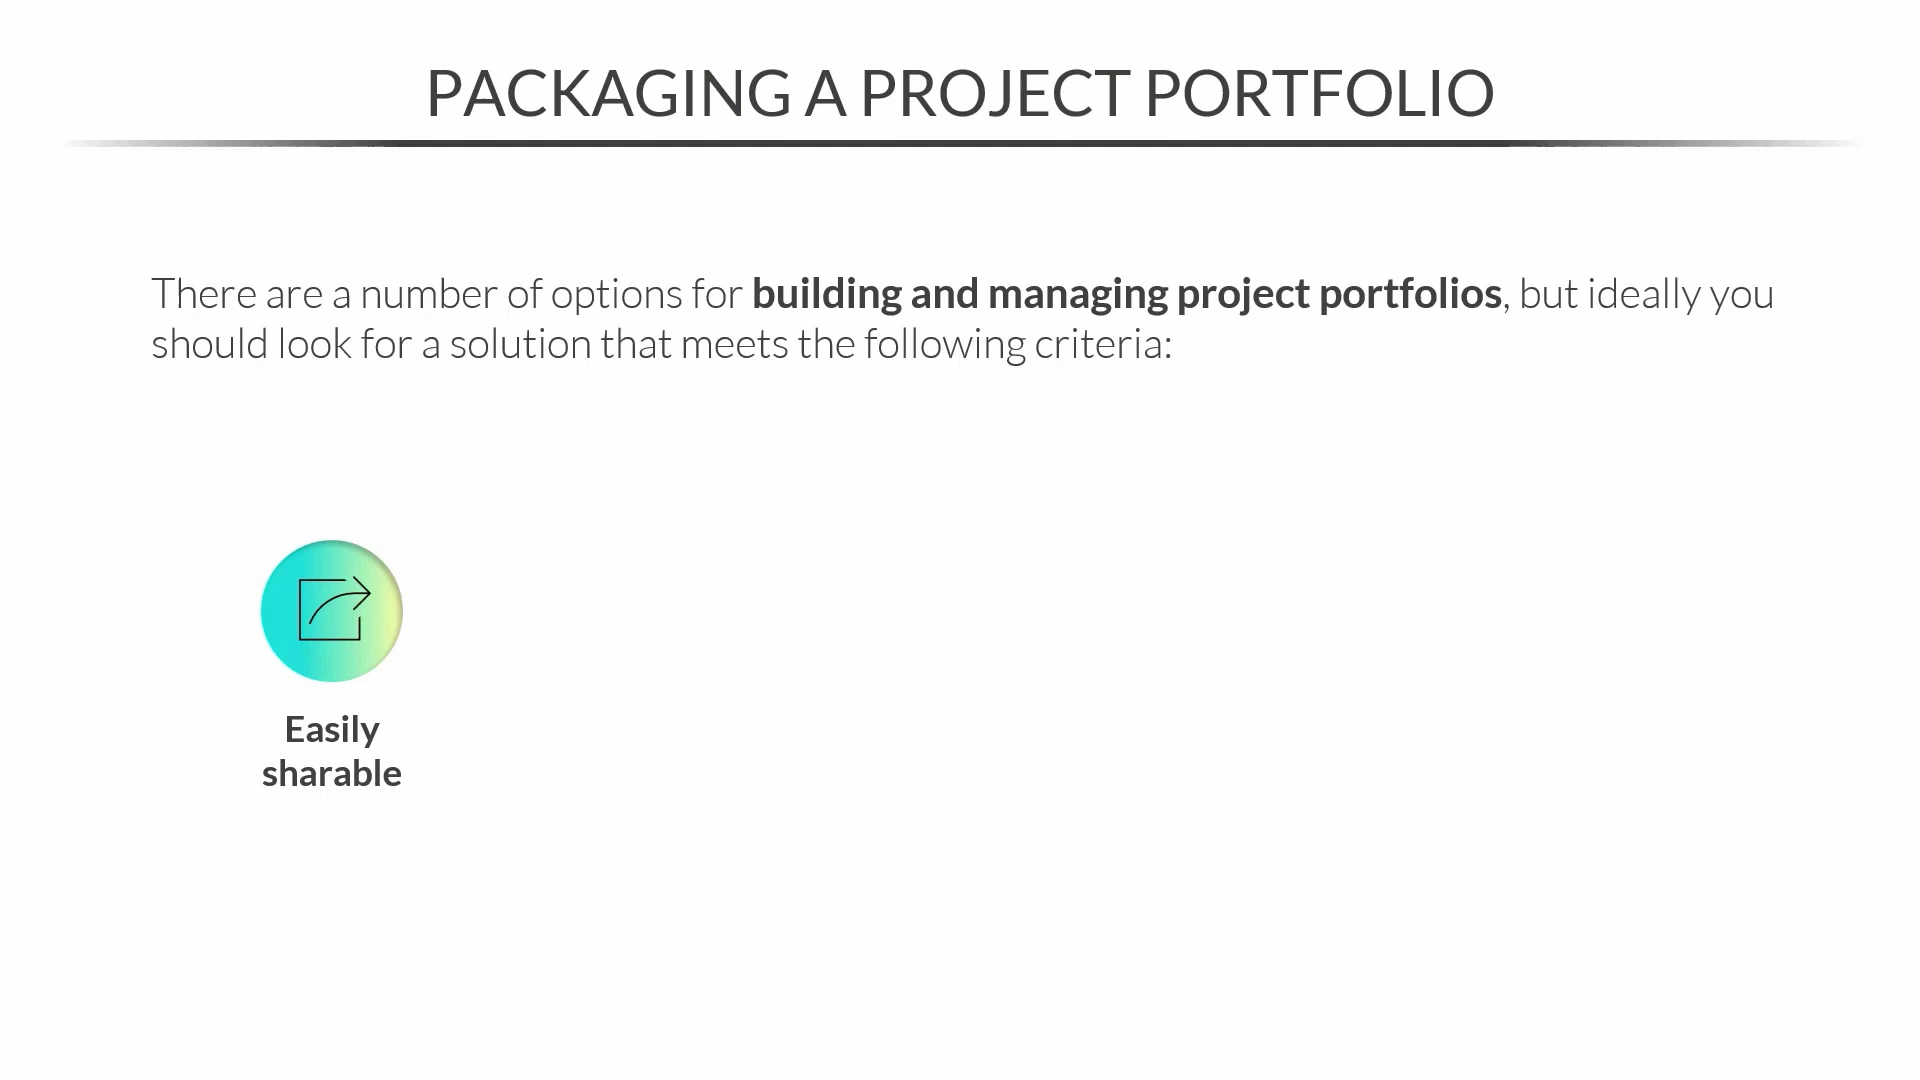 PACKAGING A PROJECT PORTFOLIO
There are a number of options for building and managing project portfolios, but ideally you
should look for a solution that meets the following criteria:
Easily
sharable